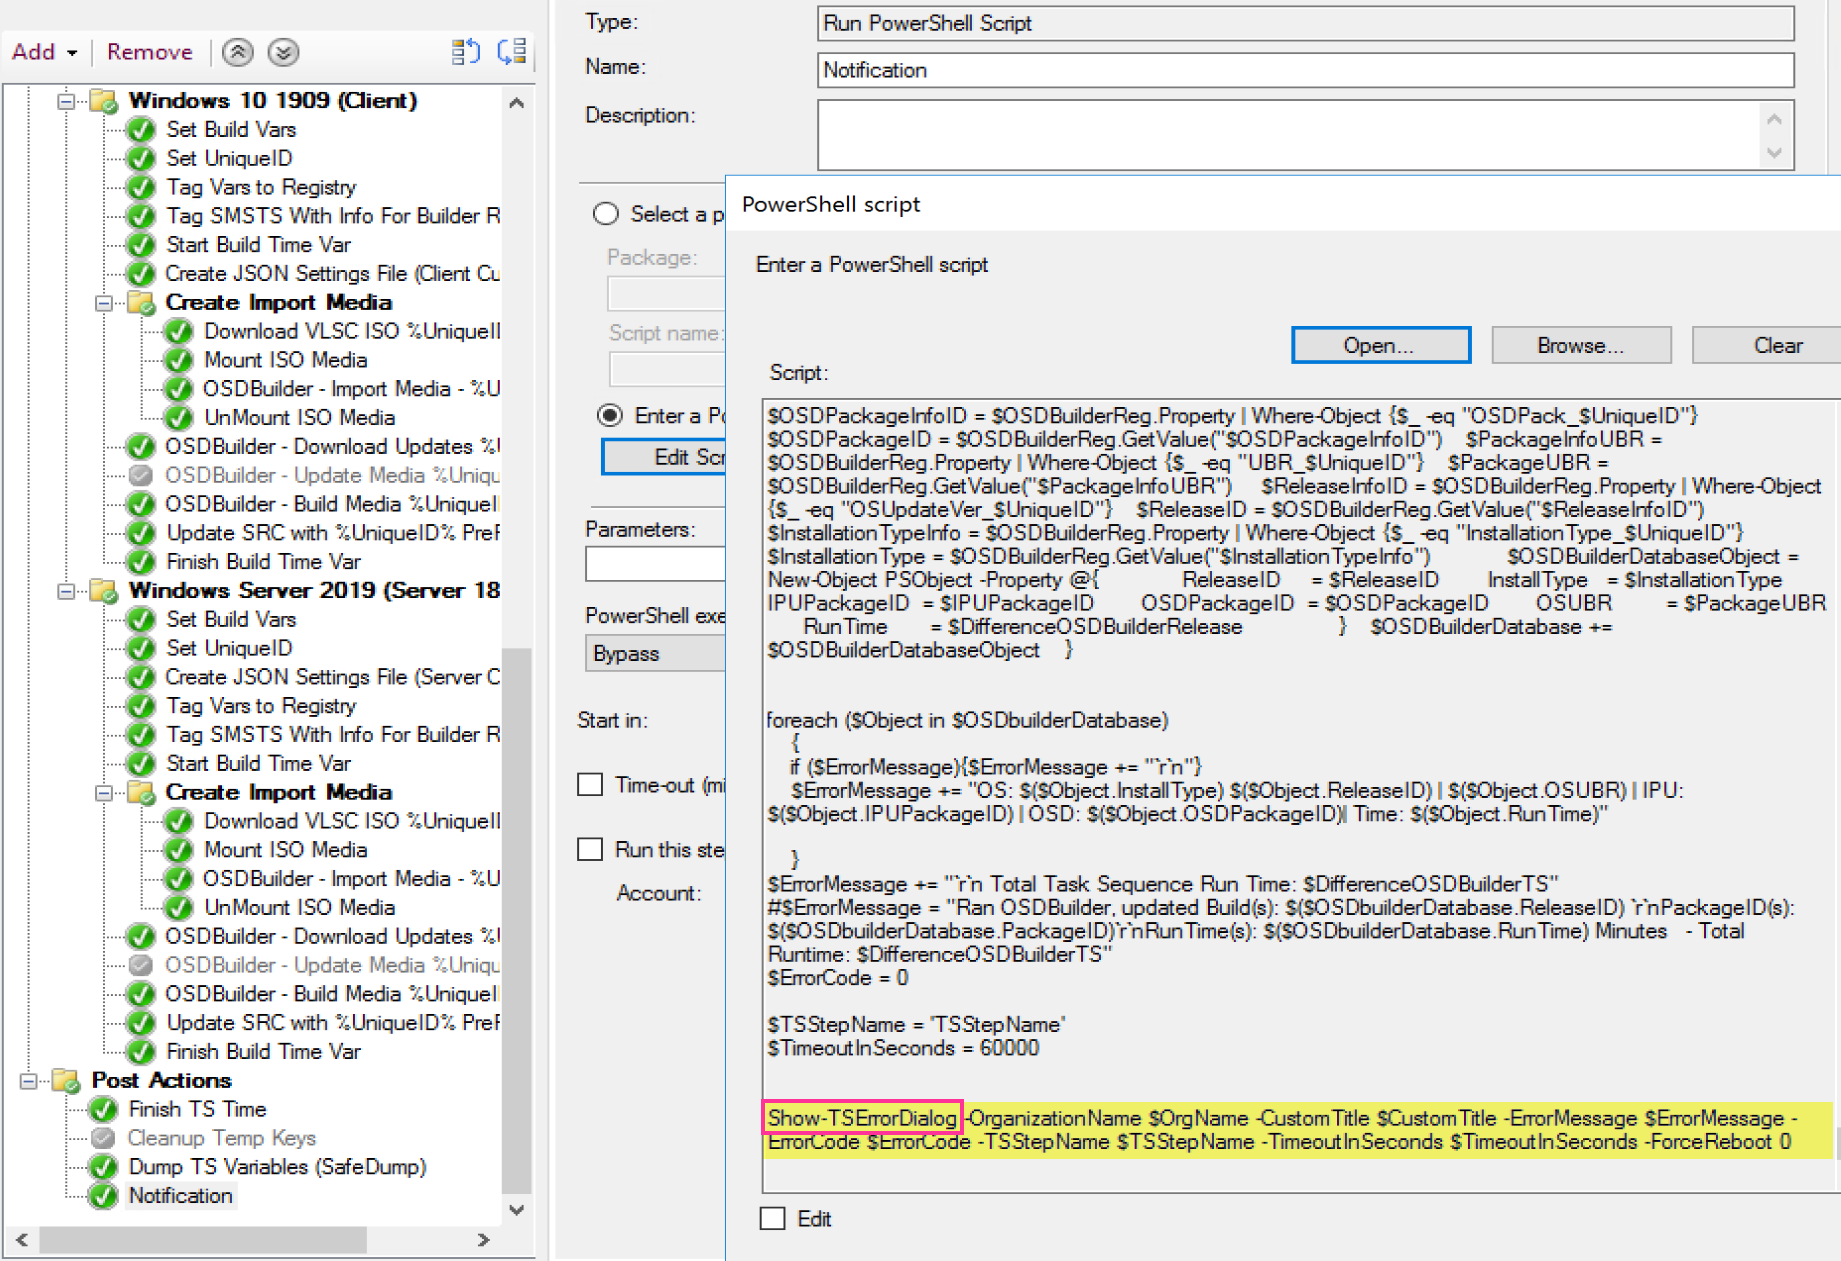 Add
Remove
Windows 10 1909 (Client)
Set Build Vars
Set UniqueID
Tag Vars to Registry
Tag SMSTS With Info For Builder R
Start Build Time Var
Create JSON Settings File (Client Cu
Create Import Media
Download VLSC ISO %UniqueI
Mount ISO Media
OSDBuilder - Import Media - %U
UnMount ISO Media
OSDBuilder - Download Updates %
OSDBuilder - Update Media %Uniqu
OSDBuilder - Build Media %Uniquel
Update SRC with %UniqueID% PreF
Finish Build Time Var
Windows Server 2019 (Server 18
Set Build Vars
Set UniqueID
Create JSON Settings File (Server C
Tag Vars to Registry
Tag SMSTS With Info For Builder R
Start Build Time Var
Create Import Media
Download VLSC ISO %UniqueI
Mount ISO Media
OSDBuilder - Import Media - %U
UnMount ISO Media
OSDBuilder - Download Updates %
OSDBuilder - Update Media %Uniqu
OSDBuilder - Build Media %Uniquel
Update SRC with %UniqueID% PreF
Finish Build Time Var
Post Actions
Finish TS Time
Cleanup Temp Keys
Dump TS Variables (SafeDump)
Notification
Type:
Run PowerShell Script
Name:
Notification
Description:
Select a p
Package:
Script name:
Enter a Po
Edit Scr
Parameters:
PowerShell exe
Bypass
Start in:
Time-out (mi
Run this ste
Account:
PowerShell script
Enter a PowerShell script
Open...
Browse...
Clear
Script:
$OSDPackageInfoID = $OSDBuilderReg.Property | Where-Object {$_ -eq "OSDPack_$UniqueID"}
$OSDPackageID = $OSDBuilderReg.GetValue("$OSDPackageInfoID") $PackageInfoUBR =
$OSDBuilderReg.Property | Where-Object {$_ -eq "UBR_$UniqueID"} $PackageUBR =
$OSDBuilderReg.GetValue("$PackageInfoUBR") $ReleaseInfoID = $OSDBuilderReg.Property | Where-Object
{$_ -eq "OSUpdateVer_$UniqueID"} $ReleaseID = $OSDBuilderReg.GetValue("$ReleaseInfoID")
$InstallationTypeInfo = $OSDBuilderReg.Property | Where-Object {$_ -eq "InstallationType_$UniqueID"}
$InstallationType = $OSDBuilderReg.GetValue("$InstallationTypeInfo") $OSDBuilderDatabaseObject =
New-Object PSObject -Property @{ ReleaseID = $ReleaseID InstallType = $InstallationType
IPUPackageID = $IPUPackageID OSDPackageID = $OSDPackageID OSUBR = $PackageUBR
RunTime = $DifferenceOSDBuilderRelease } $OSDBuilderDatabase +=
$OSDBuilderDatabaseObject }
foreach ($Object in $OSDbuilderDatabase)
{
if ($ErrorMessage){$ErrorMessage += "`r`n"}
$ErrorMessage += "OS: $($Object.InstallType) $($Object.ReleaseID) | $($Object.OSUBR) | IPU:
$($Object.IPUPackageID) | OSD: $($Object.OSDPackageID)| Time: $($Object.RunTime)"
}
$ErrorMessage += "`r`n Total Task Sequence Run Time: $DifferenceOSDBuilderTS"
#$ErrorMessage = "Ran OSDBuilder, updated Build(s): $($OSDbuilderDatabase.ReleaseID) `r`nPackageID(s):
$($OSDbuilderDatabase.PackageID)`r`nRunTime(s): $($OSDbuilderDatabase.RunTime) Minutes - Total
Runtime: $DifferenceOSDBuilderTS"
$ErrorCode = 0
$TSStepName = 'TSStepName'
$TimeoutInSeconds = 60000
Show-TSErrorDialog -OrganizationName $OrgName -CustomTitle $CustomTitle -ErrorMessage $ErrorMessage -
ErrorCode $ErrorCode -TSStepName $TSStepName -TimeoutInSeconds $TimeoutInSeconds -ForceReboot 0
Edit